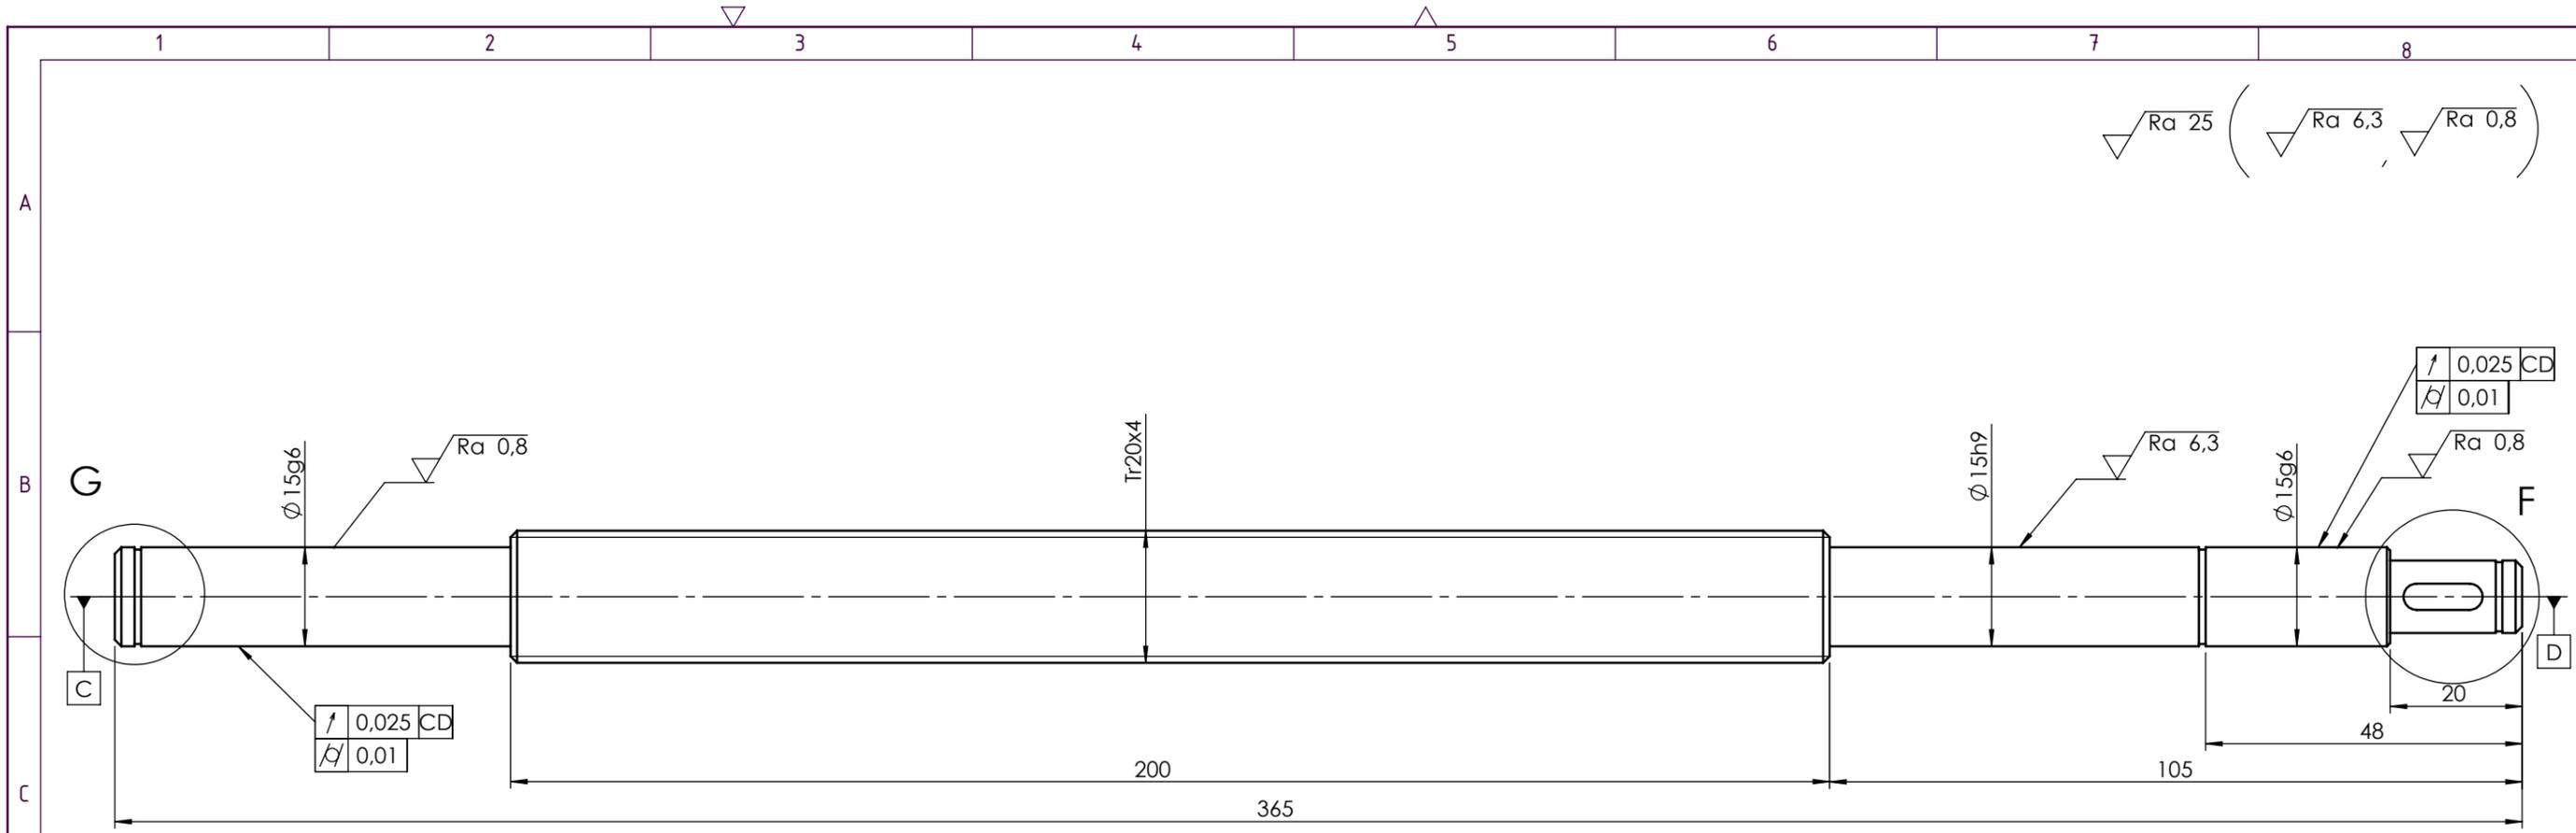 1 2 3 4 5 6 7 8
Ra 25 ( Ra 6,3 , Ra 0,8 )
A
0,025 CD
0,01
Ra 0,8
Ø15g6
Tr20x4
Ø15h9
Ra 6,3
Ø15g6
Ra 0,8
B
G
F
C
D
0,025 CD
0,01
20
48
200
105
C
365